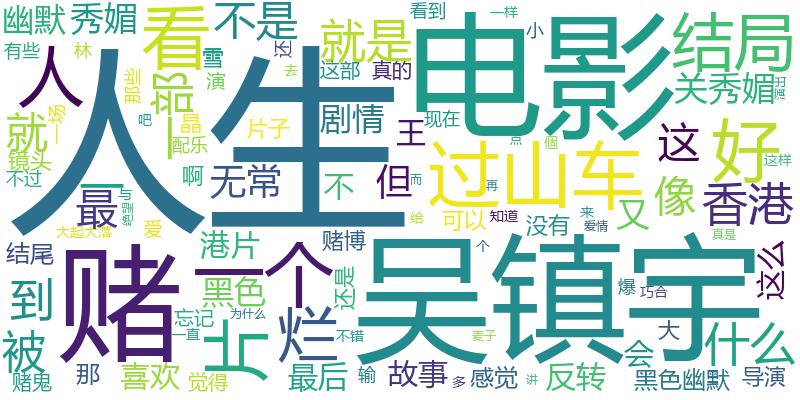 幽默
秀媚
看
不是
就是
看到
一样
小
电影
结局
有些
林
那些
一部
雪
演
还
去
这部
真的
关秀媚
人
人生
就
镜头
不过
一场
吧
晶
配乐
片子
剧情
王
现在
点
個
这
好
这样
啊
无常
不
但
而
再
过山车
像
香港
最
与
绝望
大起大落
爱
给
可以
知道
没有
又
来
爱情
真是
结尾
港片
赌博
个
这么
到
赌
一个
吴镇宇
黑色
还是
爆
巧合
忘记
为什么
一直
片
烂
不错
麦子
大
什么
被
会
赌鬼
那
喜欢
觉得
最后
输
故事
多
感觉
讲
反转
黑色幽默
导演